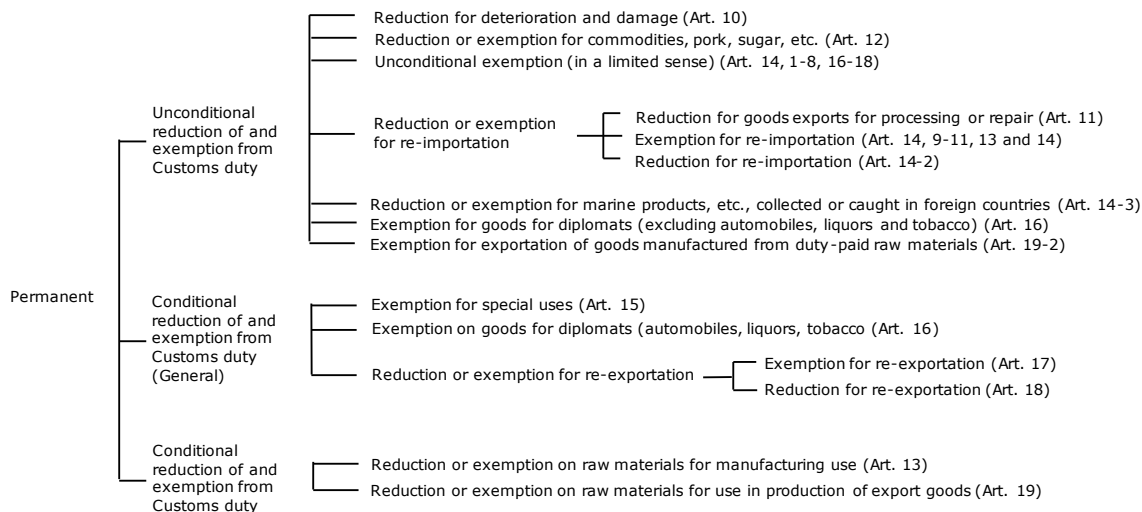 Permanent
Unconditional
reduction of and
exemption from
Customs duty
Reduction for deterioration and damage (Art. 10)
Reduction or exemption for commodities, pork, sugar, etc. (Art. 12)
Unconditional exemption (in a limited sense) (Art. 14, 1-8, 16-18)
Reduction or exemption
for re-importation
Reduction for goods exports for processing or repair (Art. 11)
Exemption for re-importation (Art. 14, 9-11, 13 and 14)
Reduction for re-importation (Art. 14-2)
Reduction or exemption for marine products, etc., collected or caught in foreign countries (Art. 14-3)
Exemption for goods for diplomats (excluding automobiles, liquors and tobacco) (Art. 16)
Exemption for exportation of goods manufactured from duty-paid raw materials (Art. 19-2)
Conditional
reduction of and
exemption from
Customs duty
(General)
Exemption for special uses (Art. 15)
Exemption on goods for diplomats (automobiles, liquors, tobacco (Art. 16)
Reduction or exemption for re-exportation
Exemption for re-exportation (Art. 17)
Reduction for re-exportation (Art. 18)
Conditional
reduction of and
exemption from
Customs duty
Reduction or exemption on raw materials for manufacturing use (Art. 13)
Reduction or exemption on raw materials for use in production of export goods (Art. 19)